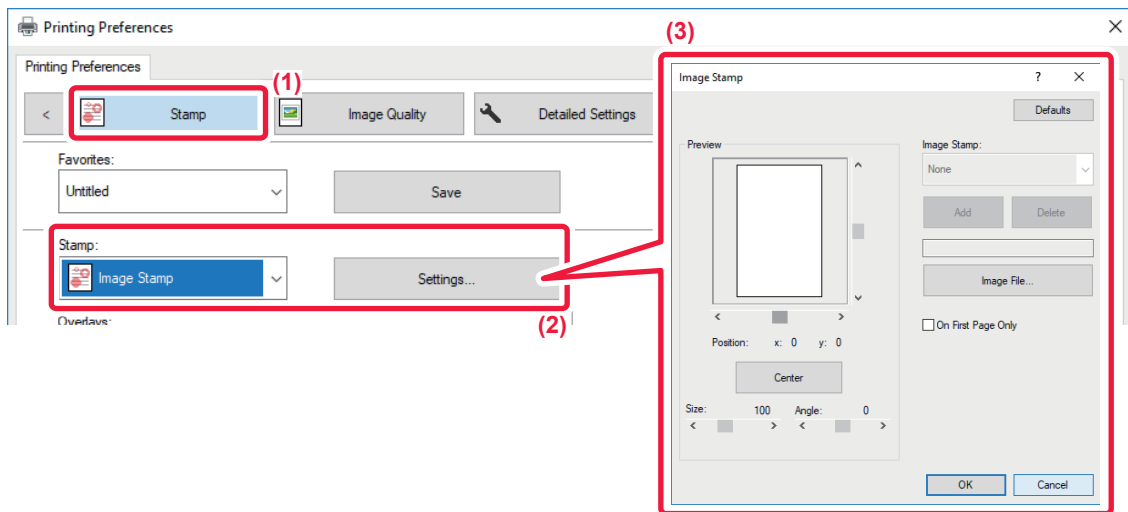 Printing Preferences
(3)
Printing Preferences
(1)
< Stamp Image Quality Detailed Settings
Favorites:
Untitled Save
Stamp:
Image Stamp Settings...
(2)
Overlays:
Image Stamp ?
Defaults
Preview
Image Stamp:
None
Add Delete
Image File...
On First Page Only
Position: x: 0 y: 0
Center
Size: 100 Angle: 0
< > < >
OK Cancel